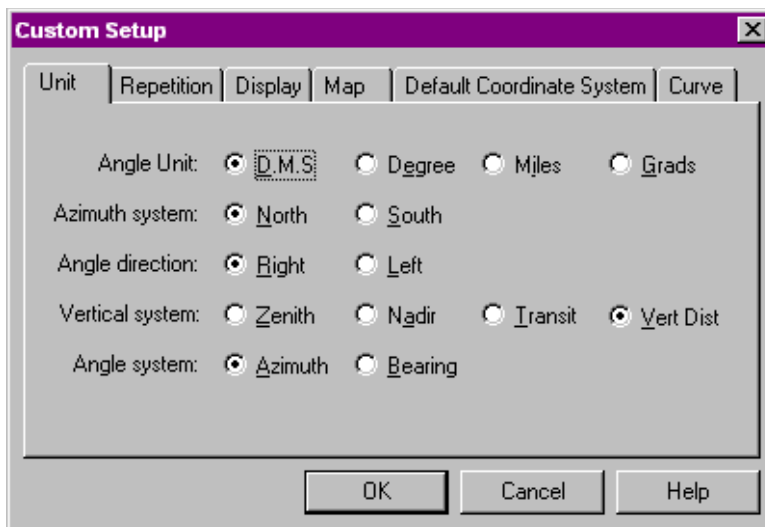 Custom Setup
Unit Repetition Display Map Default Coordinate System Curve
Angle Unit: D.M.S Degree Miles Grads
Azimuth system: North South
Angle direction: Right Left
Vertical system: Zenith Nadir Transit Vert Dist
Angle system: Azimuth Bearing
OK Cancel Help